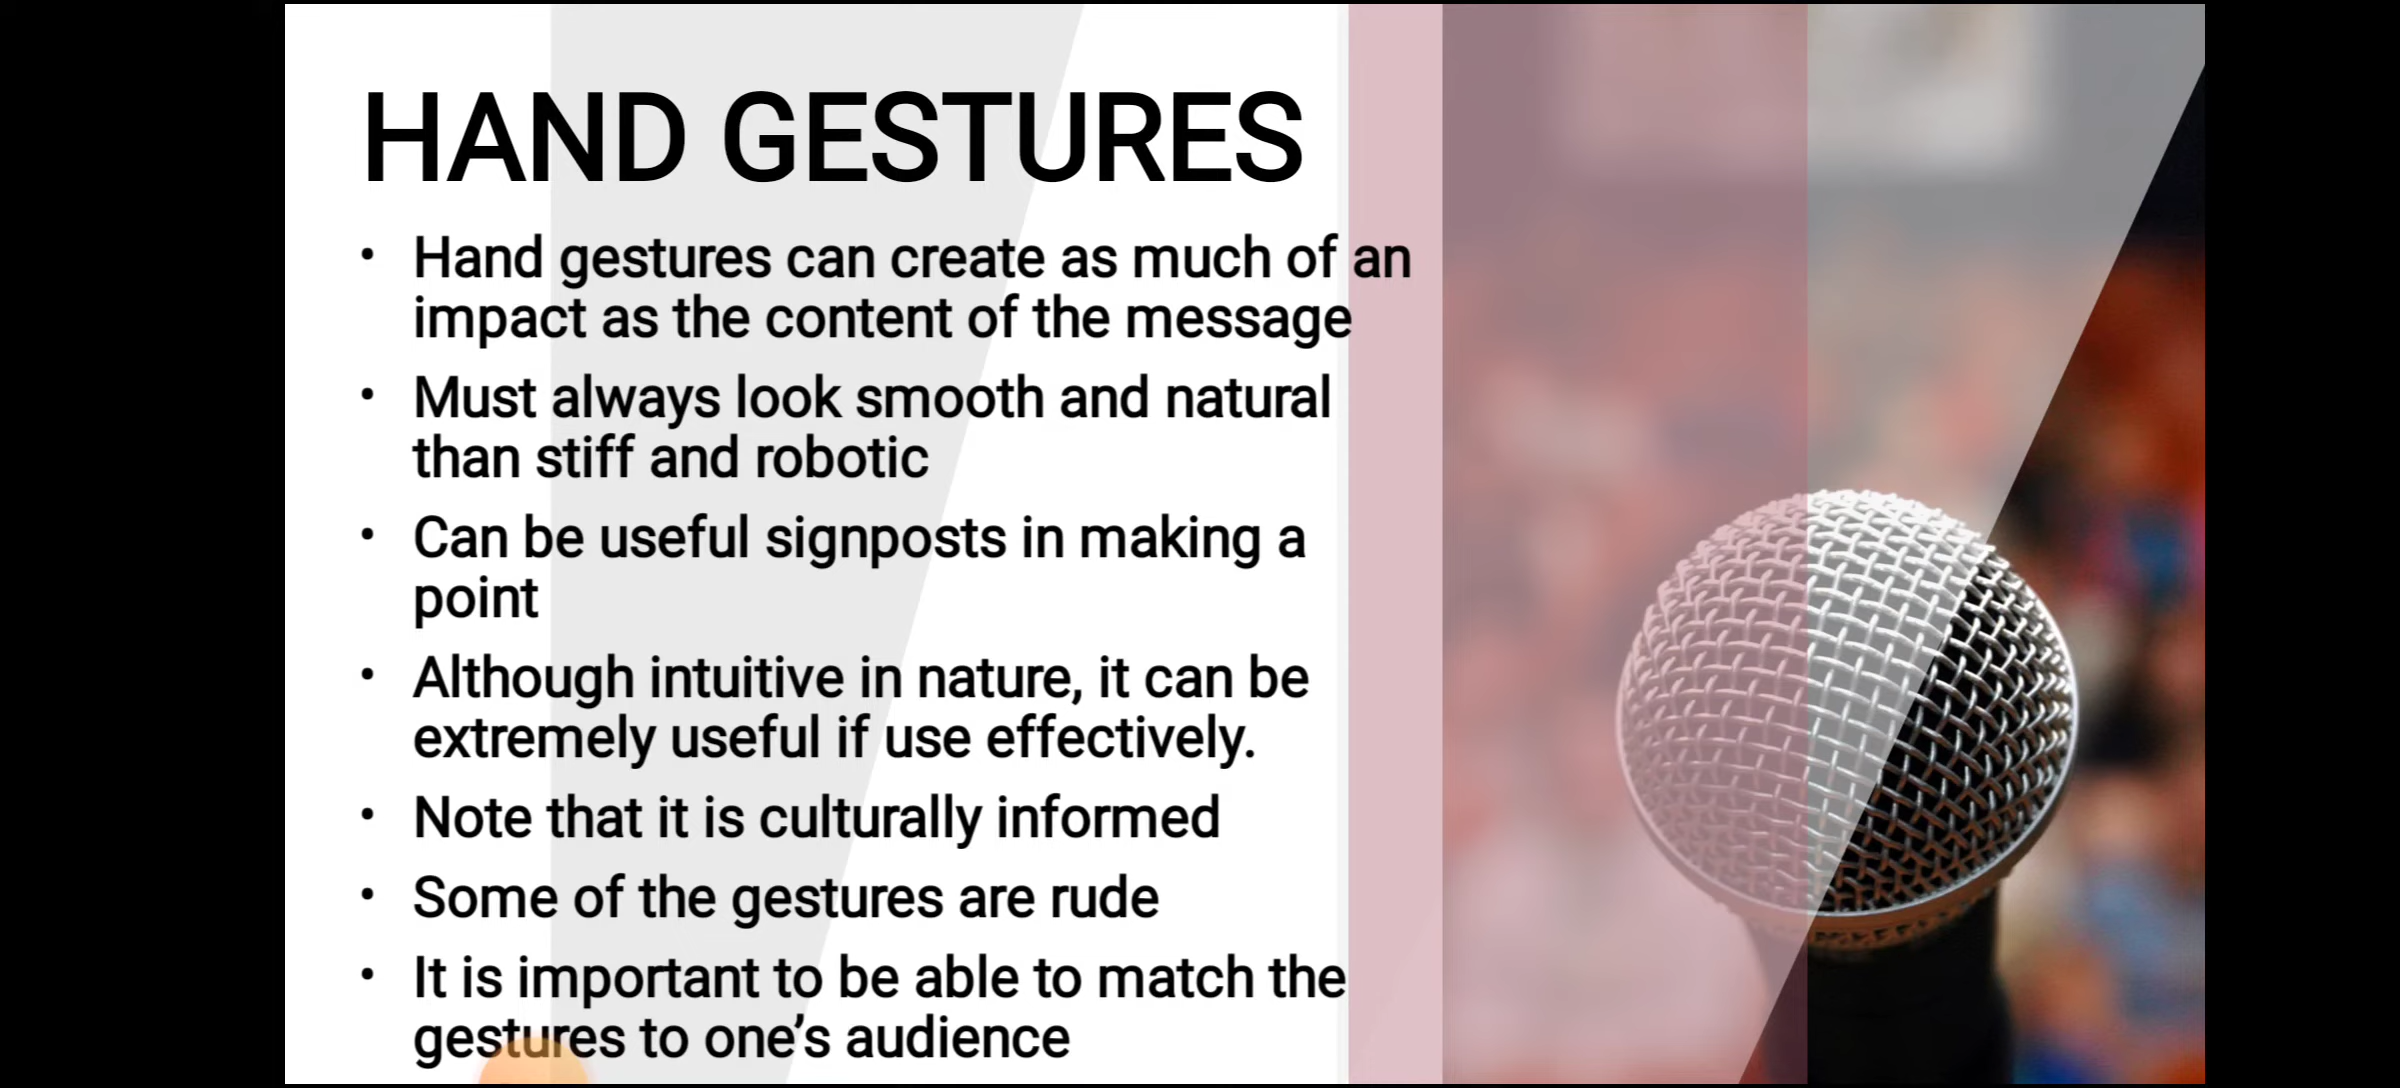 HAND GESTURES
• Hand gestures can create as much of an
impact as the content of the message
• Must always look smooth and natural
than stiff and robotic
• Can be useful signposts in making a
point
• Although intuitive in nature, it can be
extremely useful if use effectively.
• Note that it is culturally informed
• Some of the gestures are rude
• It is important to be able to match the
gestures to one’s audience